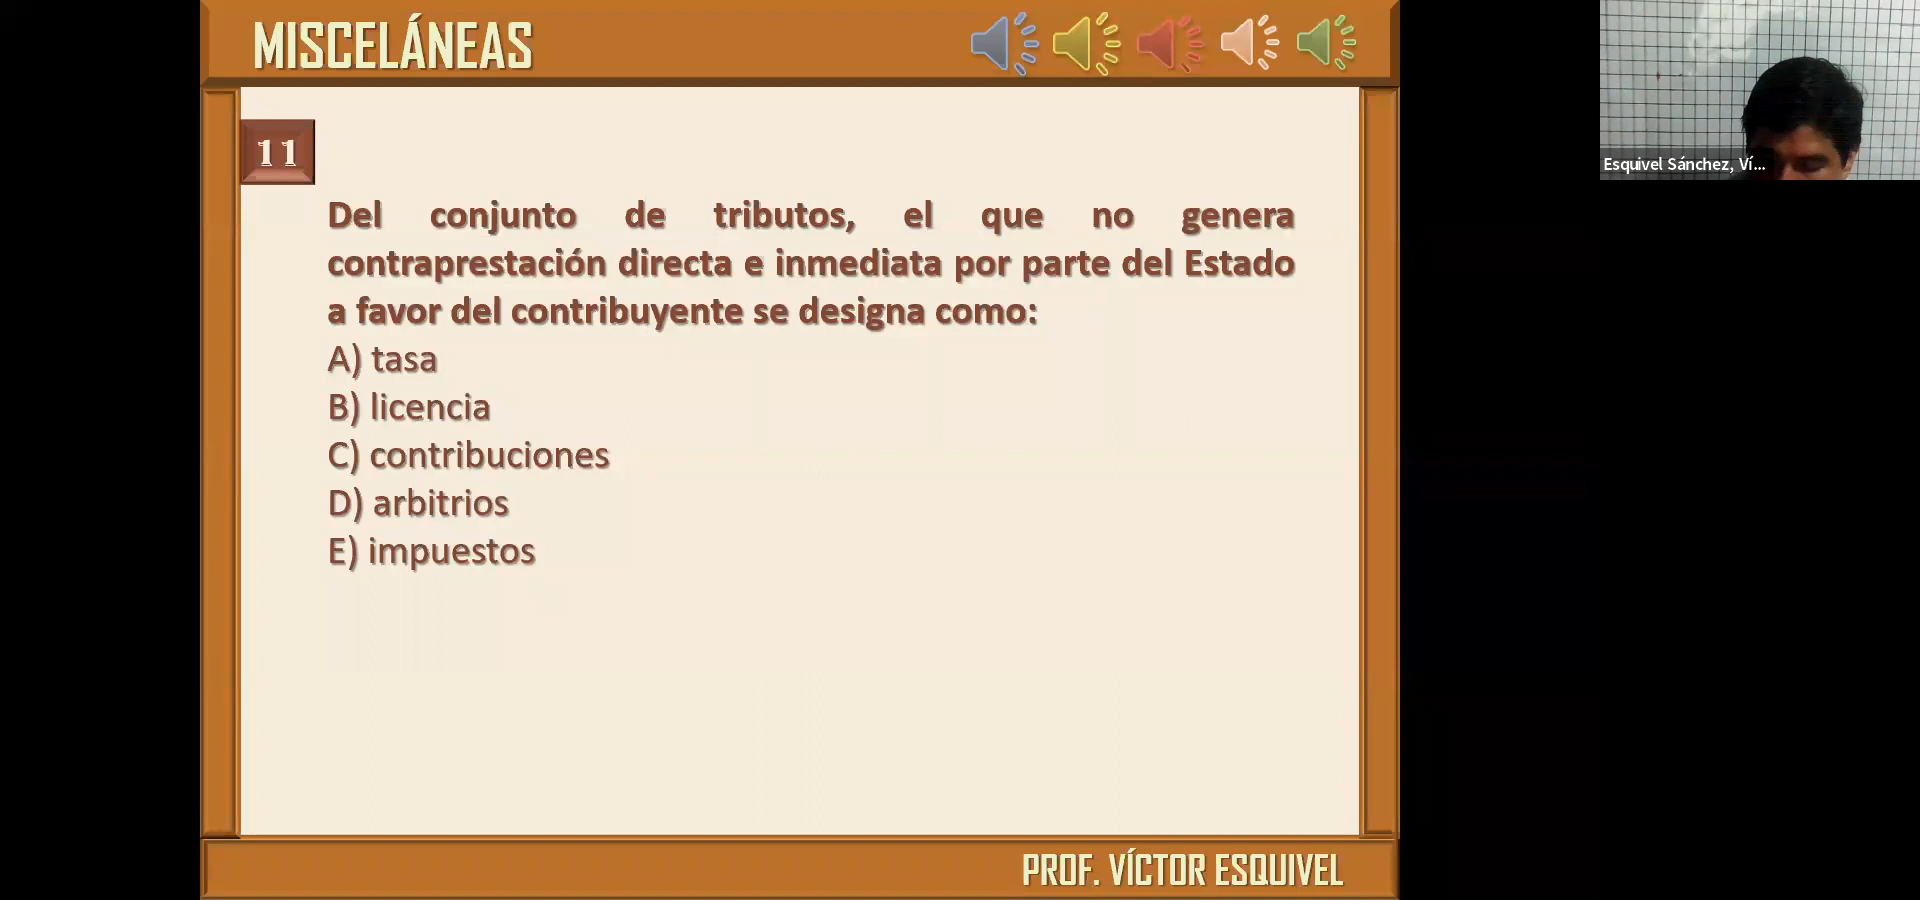 MISCELÁNEAS
11
Del conjunto de tributos, el que no genera
contraprestación directa e inmediata por parte del Estado
a favor del contribuyente se designa como:
A) tasa
B) licencia
C) contribuciones
D) arbitrios
E) impuestos
PROF. VÍCTOR ESQUIVEL
Esquivel Sánchez, Ví...